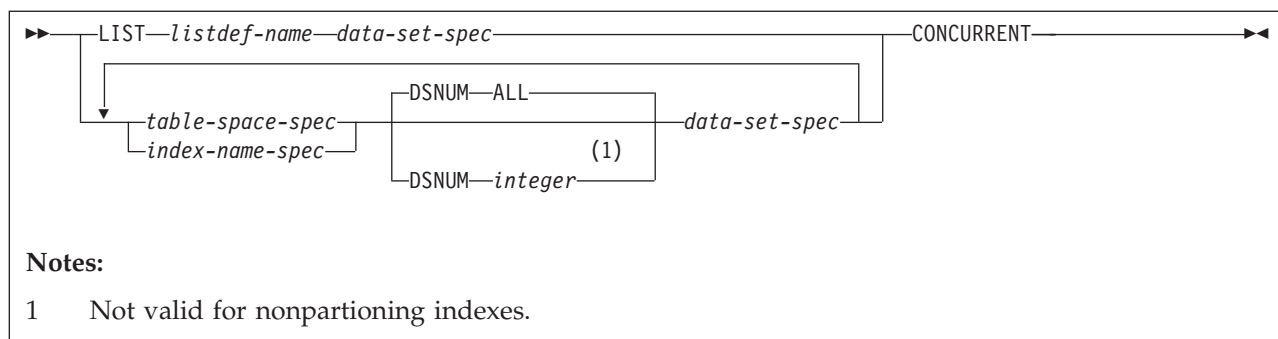 LIST listdef-name data-set-spec CONCURRENT
DSNUM ALL
table-space-spec data-set-spec
index-name-spec (1)
DSNUM integer
Notes:
1 Not valid for nonpartioning indexes.